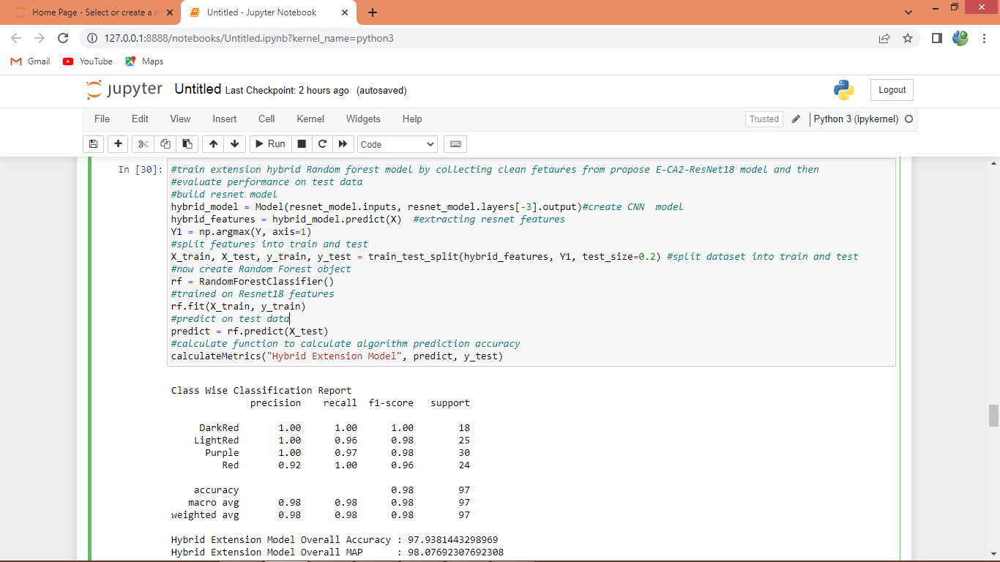 Home Page - Select or create a n
Untitled - Jupyter Notebook
127.0.0.1:8888/notebooks/Untitled.ipynb?kernel_name=python3
Gmail YouTube Maps
jupyter Untitled Last Checkpoint: 2 hours ago (autosaved)
Logout
File Edit View Insert Cell Kernel Widgets Help
Trusted
Python 3 (ipykernel)
Run
Code
In [30]:
#train extension hybrid Random forest model by collecting clean fetaures from propose E-CA2-ResNet18 model and then
#evaluate performance on test data
#build resnet model
hybrid_model = Model(resnet_model.inputs, resnet_model.layers[-3].output)#create CNN  model
hybrid_features = hybrid_model.predict(X)  #extracting resnet features
Y1 = np.argmax(Y, axis=1)
#split features into train and test
X_train, X_test, y_train, y_test = train_test_split(hybrid_features, Y1, test_size=0.2) #split dataset into train and test
#now create Random Forest object
rf = RandomForestClassifier()
#trained on Resnet18 features
rf.fit(X_train, y_train)
#predict on test data
predict = rf.predict(X_test)
#calculate function to calculate algorithm prediction accuracy
calculateMetrics("Hybrid Extension Model", predict, y_test)
Class Wise Classification Report
precision recall f1-score support
DarkRed 1.00 1.00 1.00 18
LightRed 1.00 0.96 0.98 25
Purple 1.00 0.97 0.98 30
Red 0.92 1.00 0.96 24
accuracy 0.98 97
macro avg 0.98 0.98 0.98 97
weighted avg 0.98 0.98 0.98 97
Hybrid Extension Model Overall Accuracy : 97.9381443298969
Hybrid Extension Model Overall MAP      : 98.07692307692308